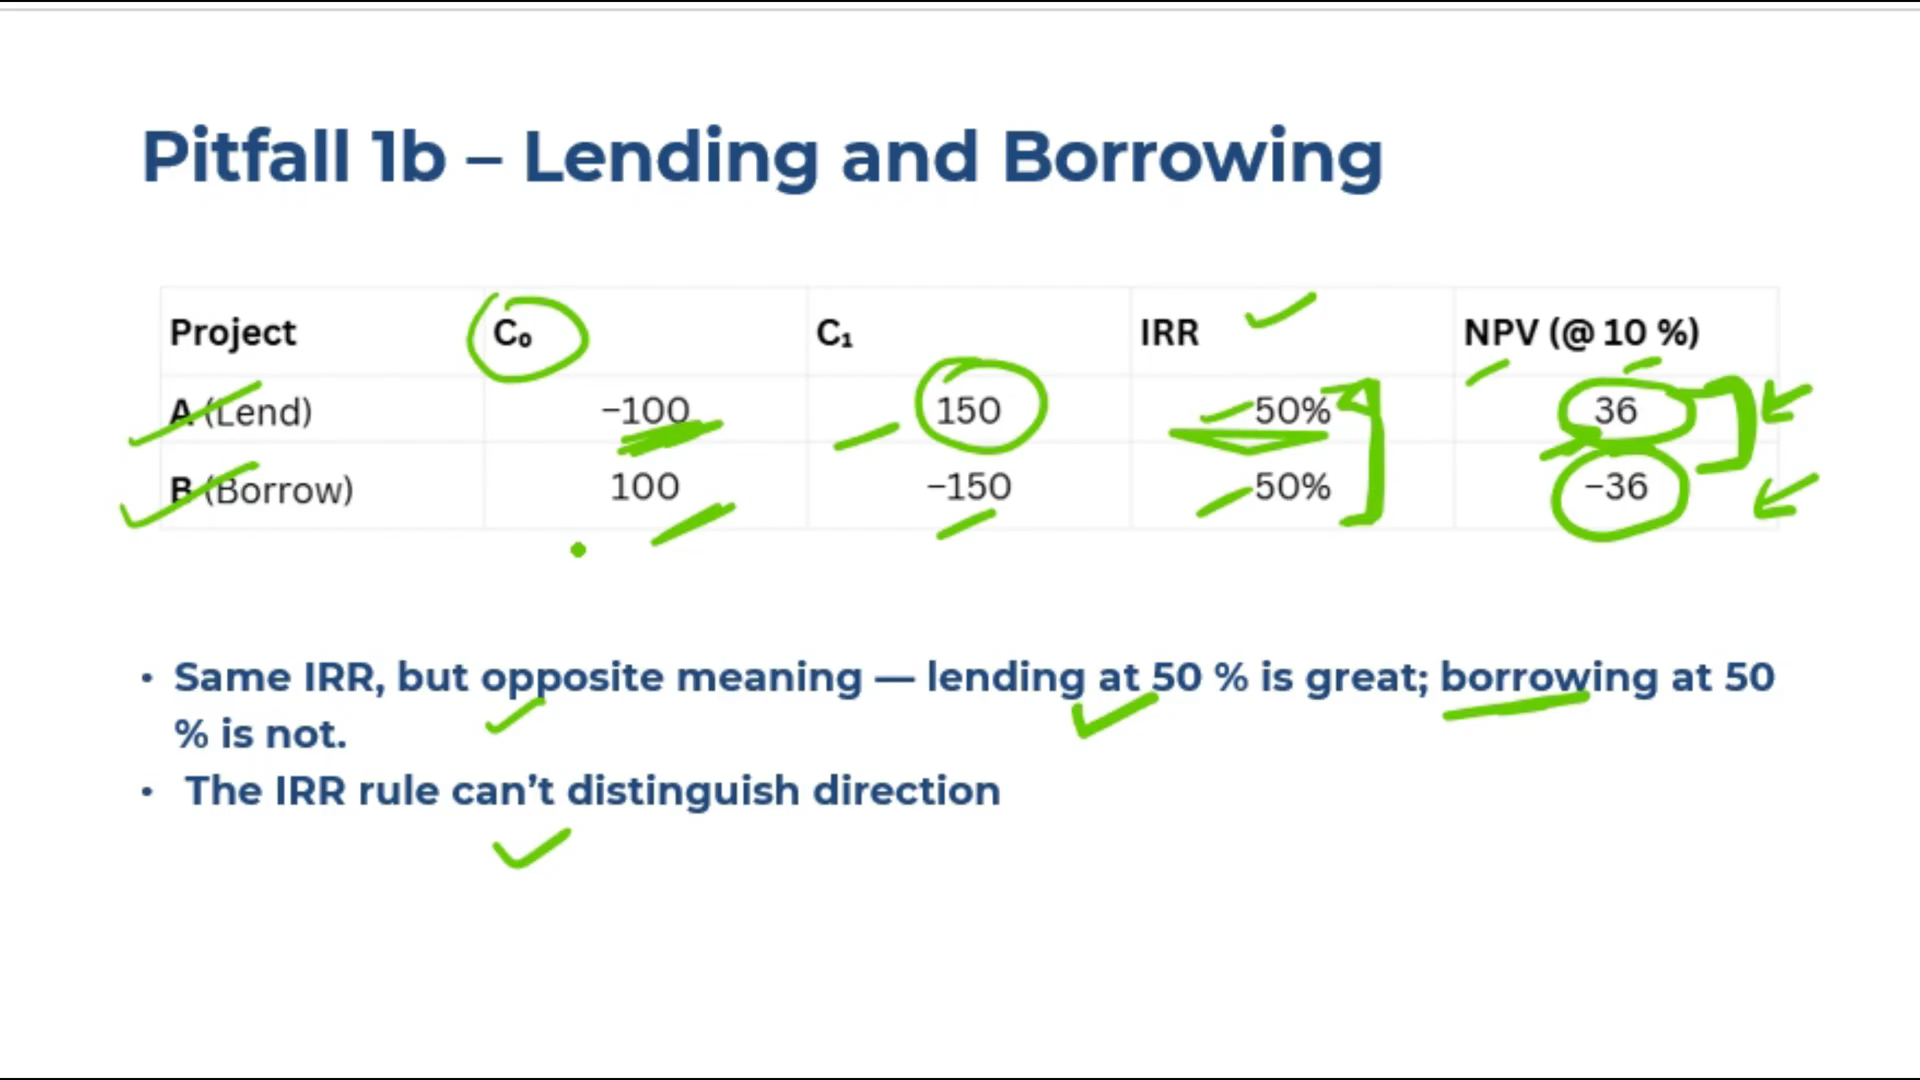 Pitfall 1b – Lending and Borrowing
Project C₀ C₁ IRR NPV (@ 10 %)
A (Lend) −100 150 50% 36
B (Borrow) 100 −150 50% −36
• Same IRR, but opposite meaning — lending at 50 % is great; borrowing at 50
% is not.
• The IRR rule can’t distinguish direction